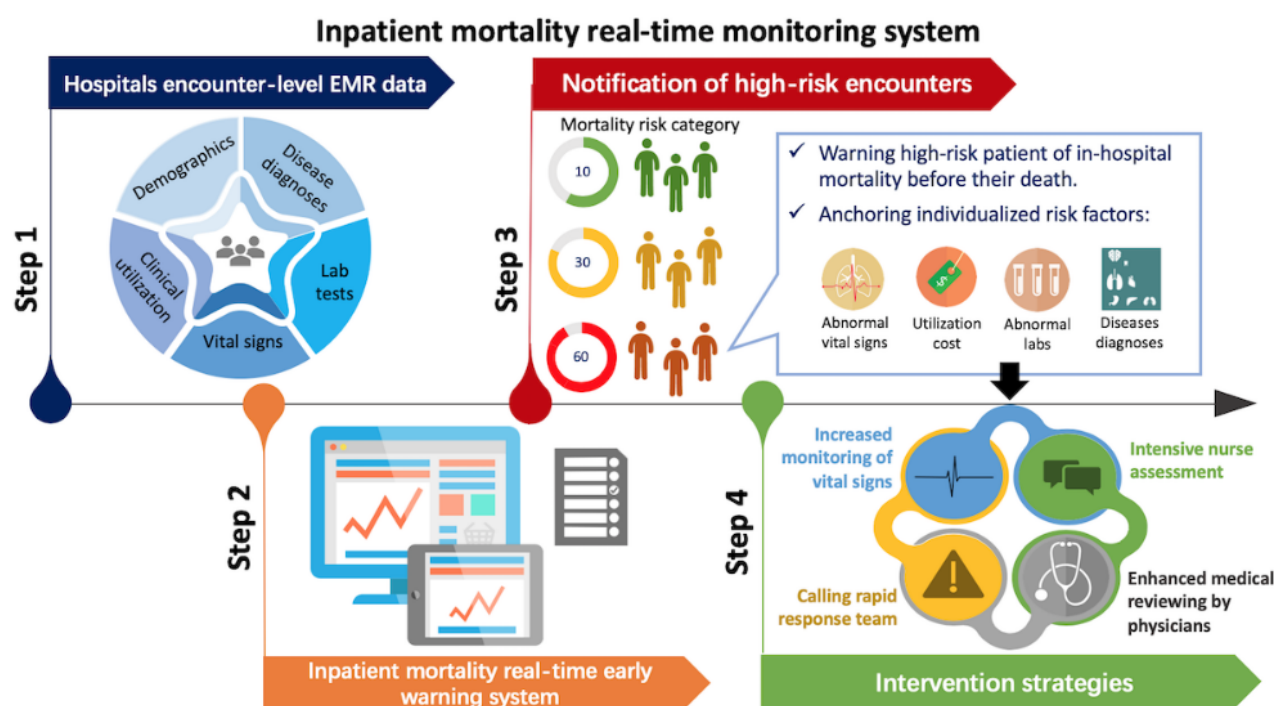 Inpatient mortality real-time monitoring system
Step 1
Hospitals encounter-level EMR data
Demographics
Disease
diagnoses
Lab
tests
Vital signs
Clinical
utilization
Step 2
Inpatient mortality real-time early
warning system
Step 3
Notification of high-risk encounters
Mortality risk category
10
30
60
✓ Warning high-risk patient of in-hospital
mortality before their death.
✓ Anchoring individualized risk factors:
Abnormal
vital signs
Utilization
cost
Abnormal
labs
Diseases
diagnoses
Step 4
Increased
monitoring of
vital signs
Intensive nurse
assessment
Calling rapid
response team
Enhanced medical
reviewing by
physicians
Intervention strategies